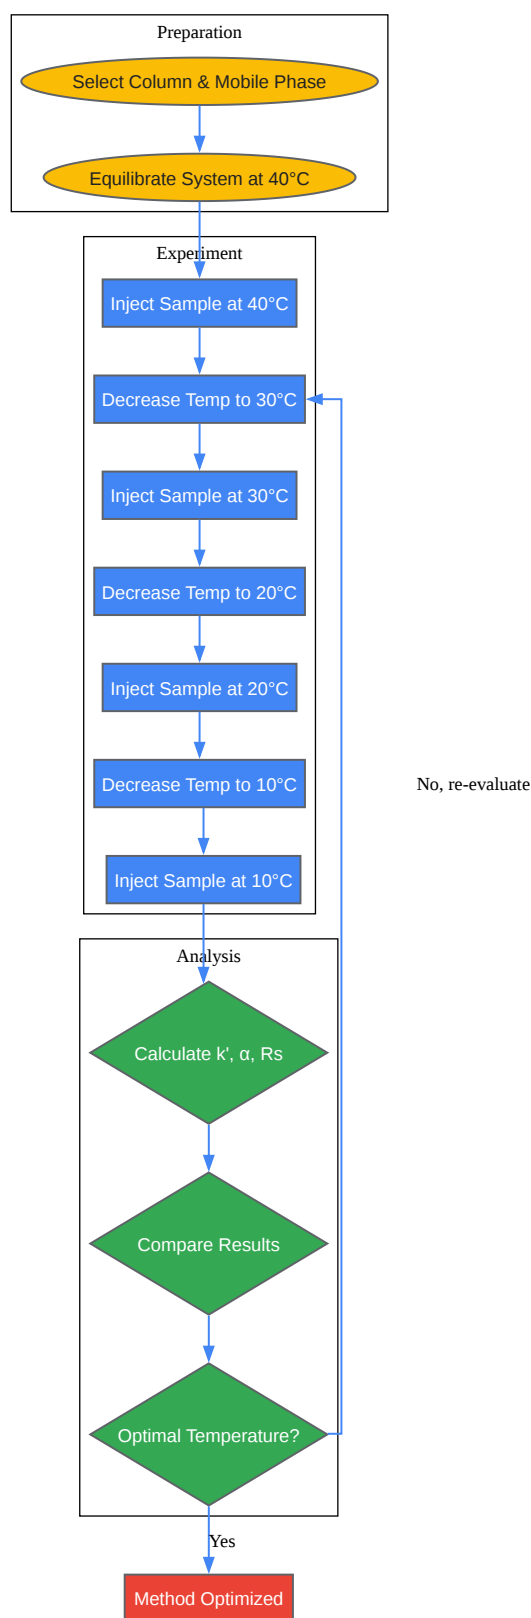 Preparation
Select Column & Mobile Phase
Equilibrate System at 40°C
Experiment
Inject Sample at 40°C
Decrease Temp to 30°C
Inject Sample at 30°C
Decrease Temp to 20°C
Inject Sample at 20°C
Decrease Temp to 10°C
No, re-evaluate
Inject Sample at 10°C
Analysis
Calculate k', α, Rs
Compare Results
Optimal Temperature?
Yes
Method Optimized